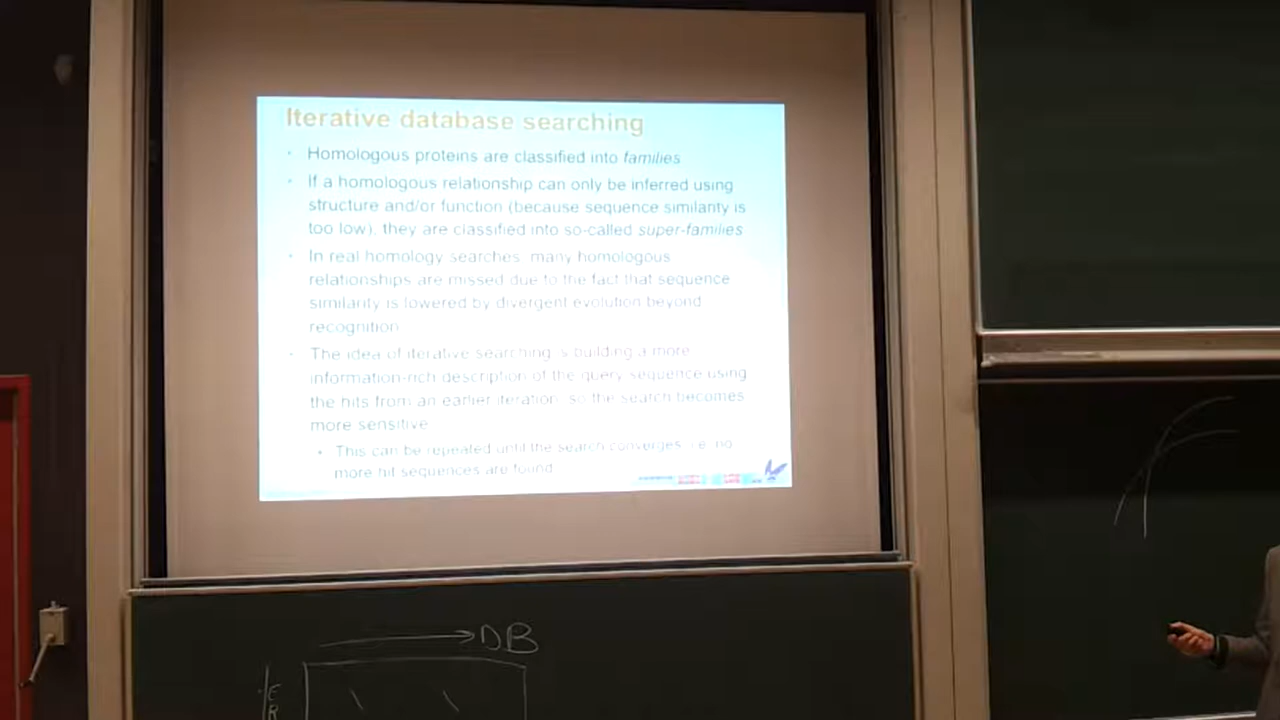 Iterative database searching
• Homologous proteins are classified into families
• If a homologous relationship can only be inferred using
structure and/or function (because sequence similarity is
too low), they are classified into so-called super-families
• In real homology searches, many homologous
relationships are missed due to the fact that sequence
similarity is lowered by divergent evolution beyond
recognition
• The idea of iterative searching is building a more
information-rich description of the query sequence using
the hits from an earlier iteration, so the search becomes
more sensitive
• This can be repeated until the search converges, i.e. no
more hit sequences are found
DB
E
R